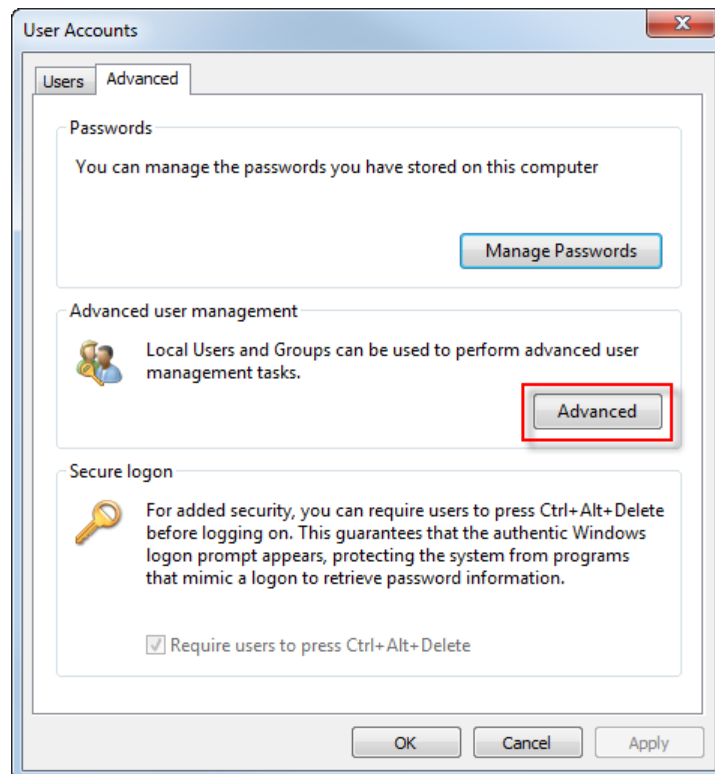 User Accounts
Users
Advanced
Passwords
You can manage the passwords you have stored on this computer
Manage Passwords
Advanced user management
Local Users and Groups can be used to perform advanced user
management tasks.
Advanced
Secure logon
For added security, you can require users to press Ctrl+Alt+Delete
before logging on. This guarantees that the authentic Windows
logon prompt appears, protecting the system from programs
that mimic a logon to retrieve password information.
Require users to press Ctrl+Alt+Delete
OK
Cancel
Apply